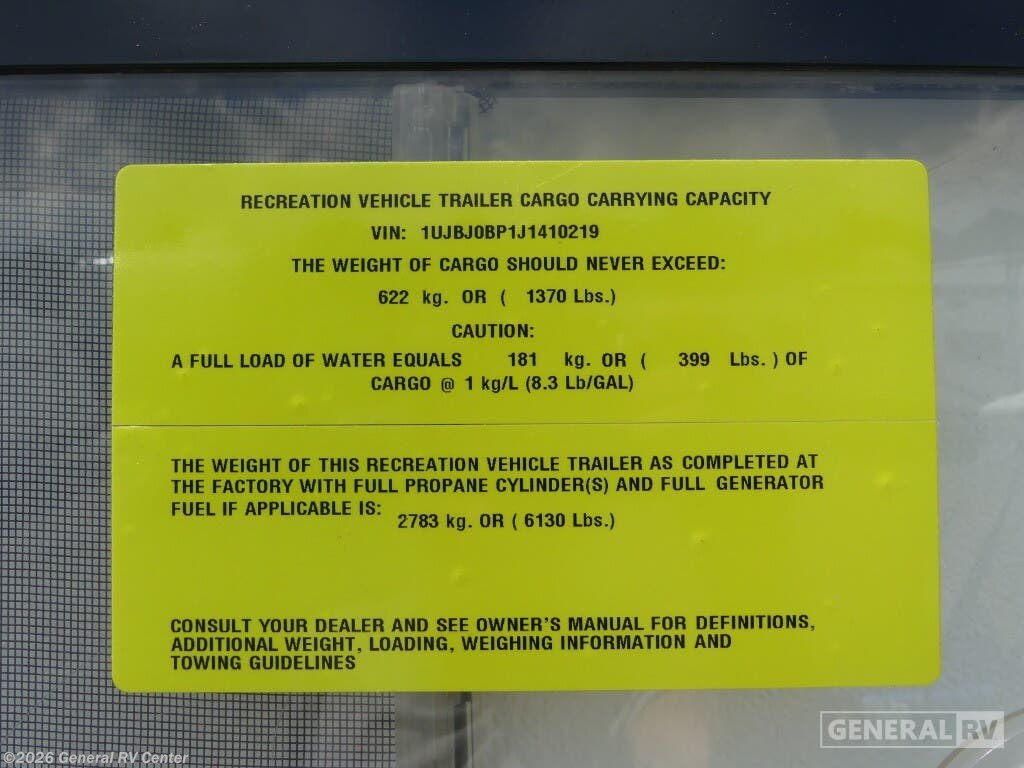 RECREATION VEHICLE TRAILER CARGO CARRYING CAPACITY
VIN: 1UJBJ0BP1J1410219
THE WEIGHT OF CARGO SHOULD NEVER EXCEED:
622 kg. OR ( 1370 Lbs.)
CAUTION:
A FULL LOAD OF WATER EQUALS 181 kg. OR ( 399 Lbs. ) OF
CARGO @ 1 kg/L (8.3 Lb/GAL)
THE WEIGHT OF THIS RECREATION VEHICLE TRAILER AS COMPLETED AT
THE FACTORY WITH FULL PROPANE CYLINDER(S) AND FULL GENERATOR
FUEL IF APPLICABLE IS:
2783 kg. OR ( 6130 Lbs.)
CONSULT YOUR DEALER AND SEE OWNER'S MANUAL FOR DEFINITIONS,
ADDITIONAL WEIGHT, LOADING, WEIGHING INFORMATION AND
TOWING GUIDELINES
GENERAL RV
©2026 General RV Center